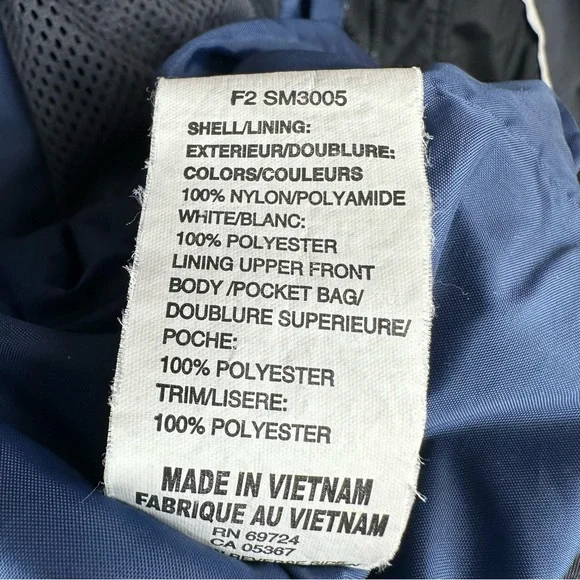 F2 SM3005
SHELL/LINING:
EXTERIEUR/DOUBLURE:
COLORS/COULEURS
100% NYLON/POLYAMIDE
WHITE/BLANC:
100% POLYESTER
LINING UPPER FRONT
BODY /POCKET BAG/
DOUBLURE SUPERIEURE/
POCHE:
100% POLYESTER
TRIM/LISERE:
100% POLYESTER
MADE IN VIETNAM
FABRIQUE AU VIETNAM
RN 69724
CA 05367
REVERSE